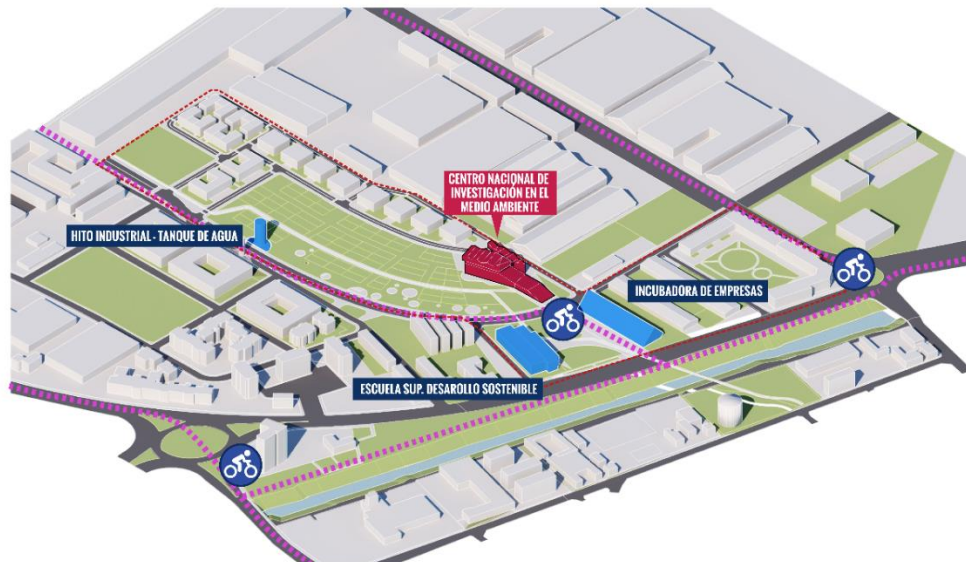 CENTRO NACIONAL DE
INVESTIGACIÓN EN EL
MEDIO AMBIENTE
HITO INDUSTRIAL - TANQUE DE AGUA
INCUBADORA DE EMPRESAS
ESCUELA SUP. DESAROLLO SOSTENIBLE